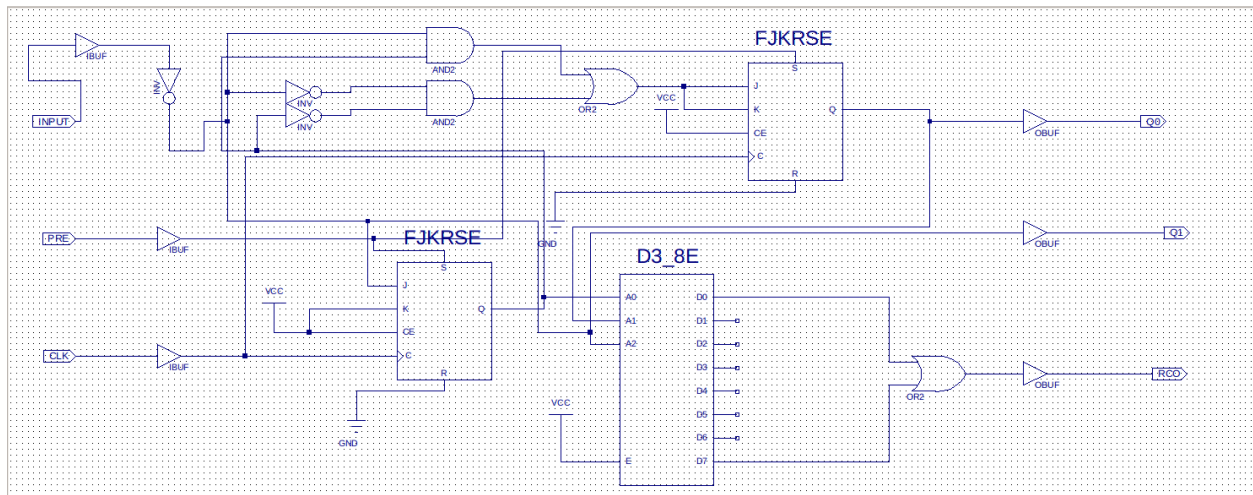 FJKRSE
S
J
K
CE
C
R
Q
VCC
GND
IBUF
INV
INPUT
AND2
INV
INV
AND2
OR2
OBUF
Q0
PRE
IBUF
FJKRSE
S
J
K
CE
C
R
Q
VCC
GND
CLK
IBUF
OBUF
Q1
D3_8E
A0
A1
A2
E
D0
D1
D2
D3
D4
D5
D6
D7
VCC
OR2
OBUF
RCO